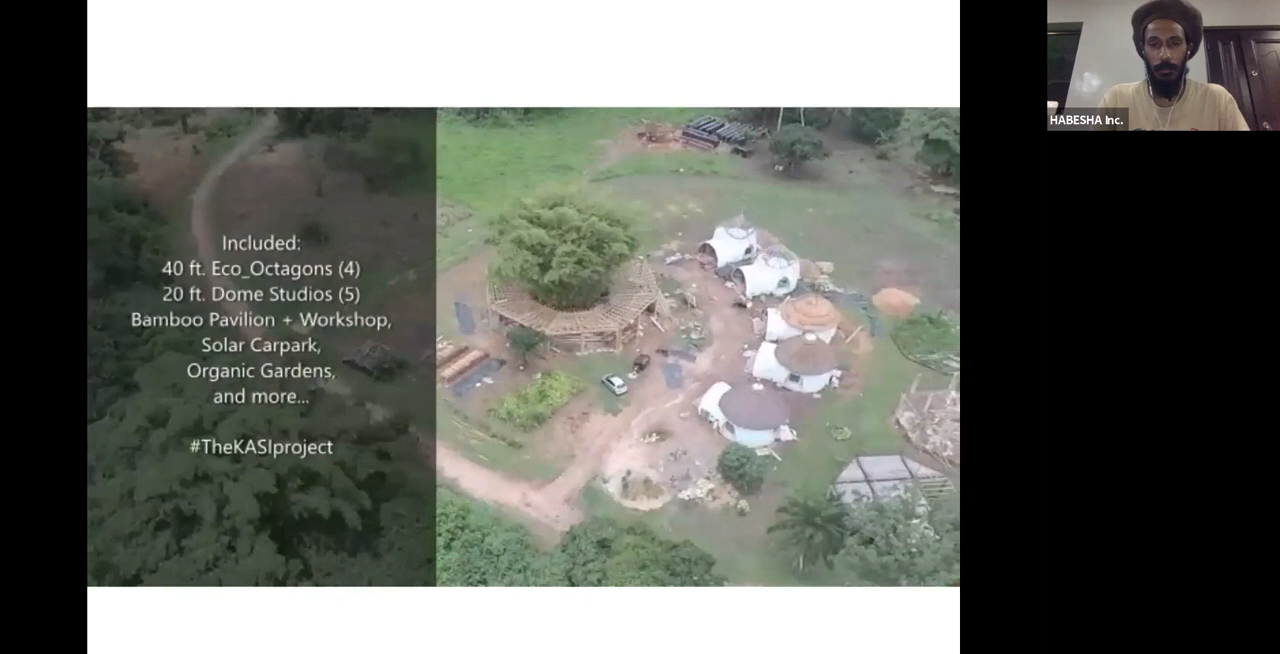 Included:
40 ft. Eco_Octagons (4)
20 ft. Dome Studios (5)
Bamboo Pavilion + Workshop,
Solar Carpark,
Organic Gardens,
and more...
#TheKASIproject
HABESHA Inc.